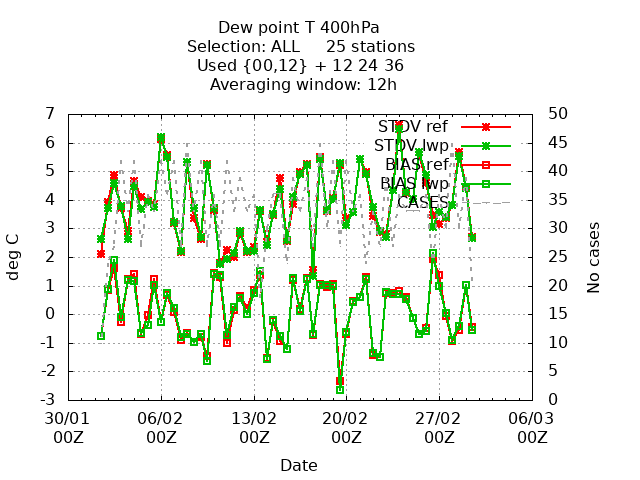 Dew point T 400hPa
Selection: ALL 25 stations
Used {00,12} + 12 24 36
Averaging window: 12h
7
6
5
4
3
2
1
0
-1
-2
-3
deg C
50
45
40
35
30
25
20
15
10
5
0
No cases
STDV ref
STDV lwp
BIAS ref
BIAS lwp
CASES
30/01 06/02 13/02 20/02 27/02 06/03
00Z 00Z 00Z 00Z 00Z 00Z
Date